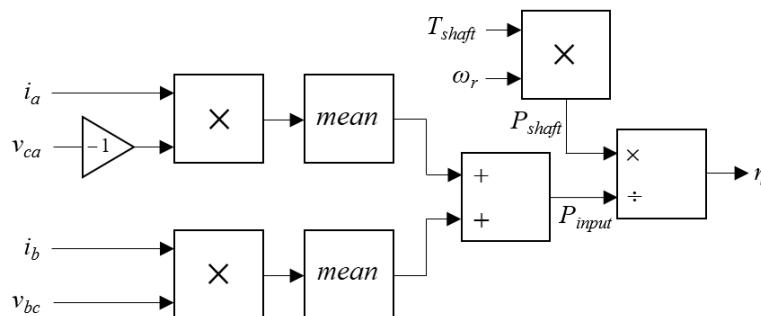 T_shaft
ω_r
×
i_a
v_ca
-1
×
mean
P_shaft
×
÷
η
+
+
P_input
i_b
v_bc
×
mean